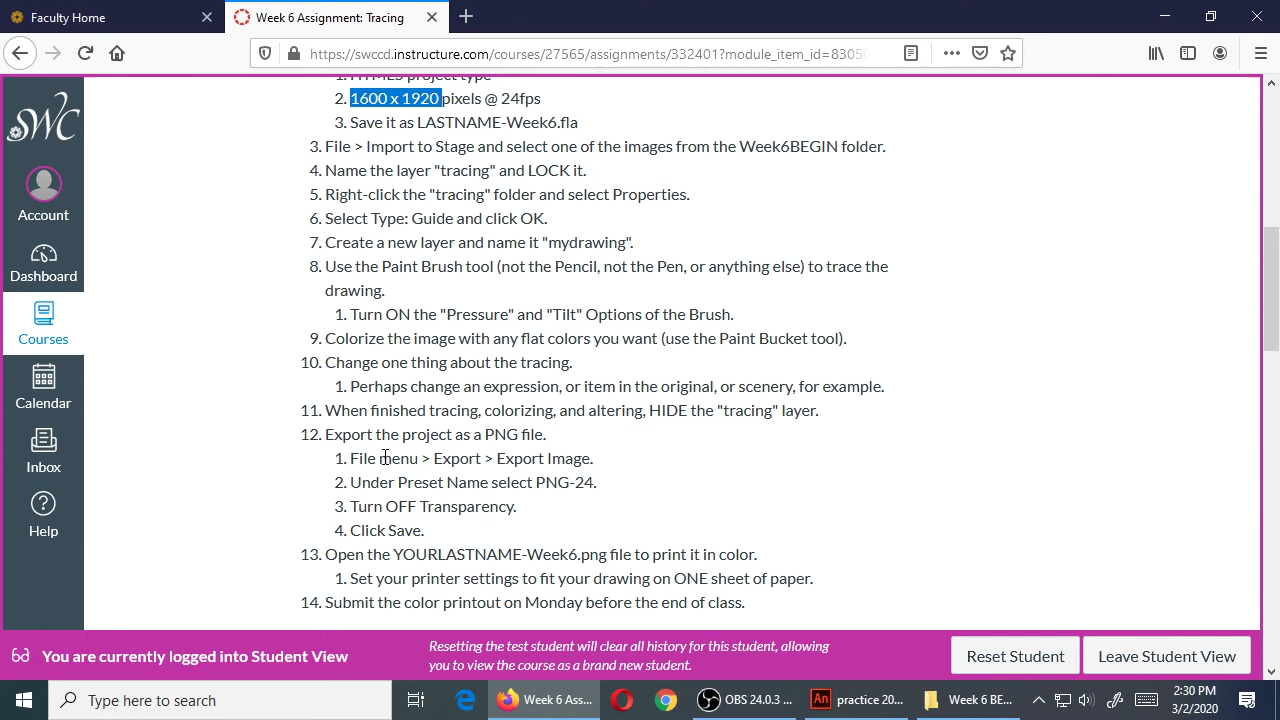 Faculty Home
Week 6 Assignment: Tracing
https://swccd.instructure.com/courses/27565/assignments/332401?module_item_id=8305
SWC
Account
Dashboard
Courses
Calendar
Inbox
Help
1. HTML5 project type
2. 1600 x 1920 pixels @ 24fps
3. Save it as LASTNAME-Week6.fla
3. File > Import to Stage and select one of the images from the Week6BEGIN folder.
4. Name the layer "tracing" and LOCK it.
5. Right-click the "tracing" folder and select Properties.
6. Select Type: Guide and click OK.
7. Create a new layer and name it "mydrawing".
8. Use the Paint Brush tool (not the Pencil, not the Pen, or anything else) to trace the
drawing.
1. Turn ON the "Pressure" and "Tilt" Options of the Brush.
9. Colorize the image with any flat colors you want (use the Paint Bucket tool).
10. Change one thing about the tracing.
1. Perhaps change an expression, or item in the original, or scenery, for example.
11. When finished tracing, colorizing, and altering, HIDE the "tracing" layer.
12. Export the project as a PNG file.
1. File menu > Export > Export Image.
2. Under Preset Name select PNG-24.
3. Turn OFF Transparency.
4. Click Save.
13. Open the YOURLASTNAME-Week6.png file to print it in color.
1. Set your printer settings to fit your drawing on ONE sheet of paper.
14. Submit the color printout on Monday before the end of class.
You are currently logged into Student View
Resetting the test student will clear all history for this student, allowing
you to view the course as a brand new student.
Reset Student
Leave Student View
Type here to search
Week 6 Ass...
OBS 24.0.3 ...
An
practice 20...
Week 6 BE...
2:30 PM
3/2/2020